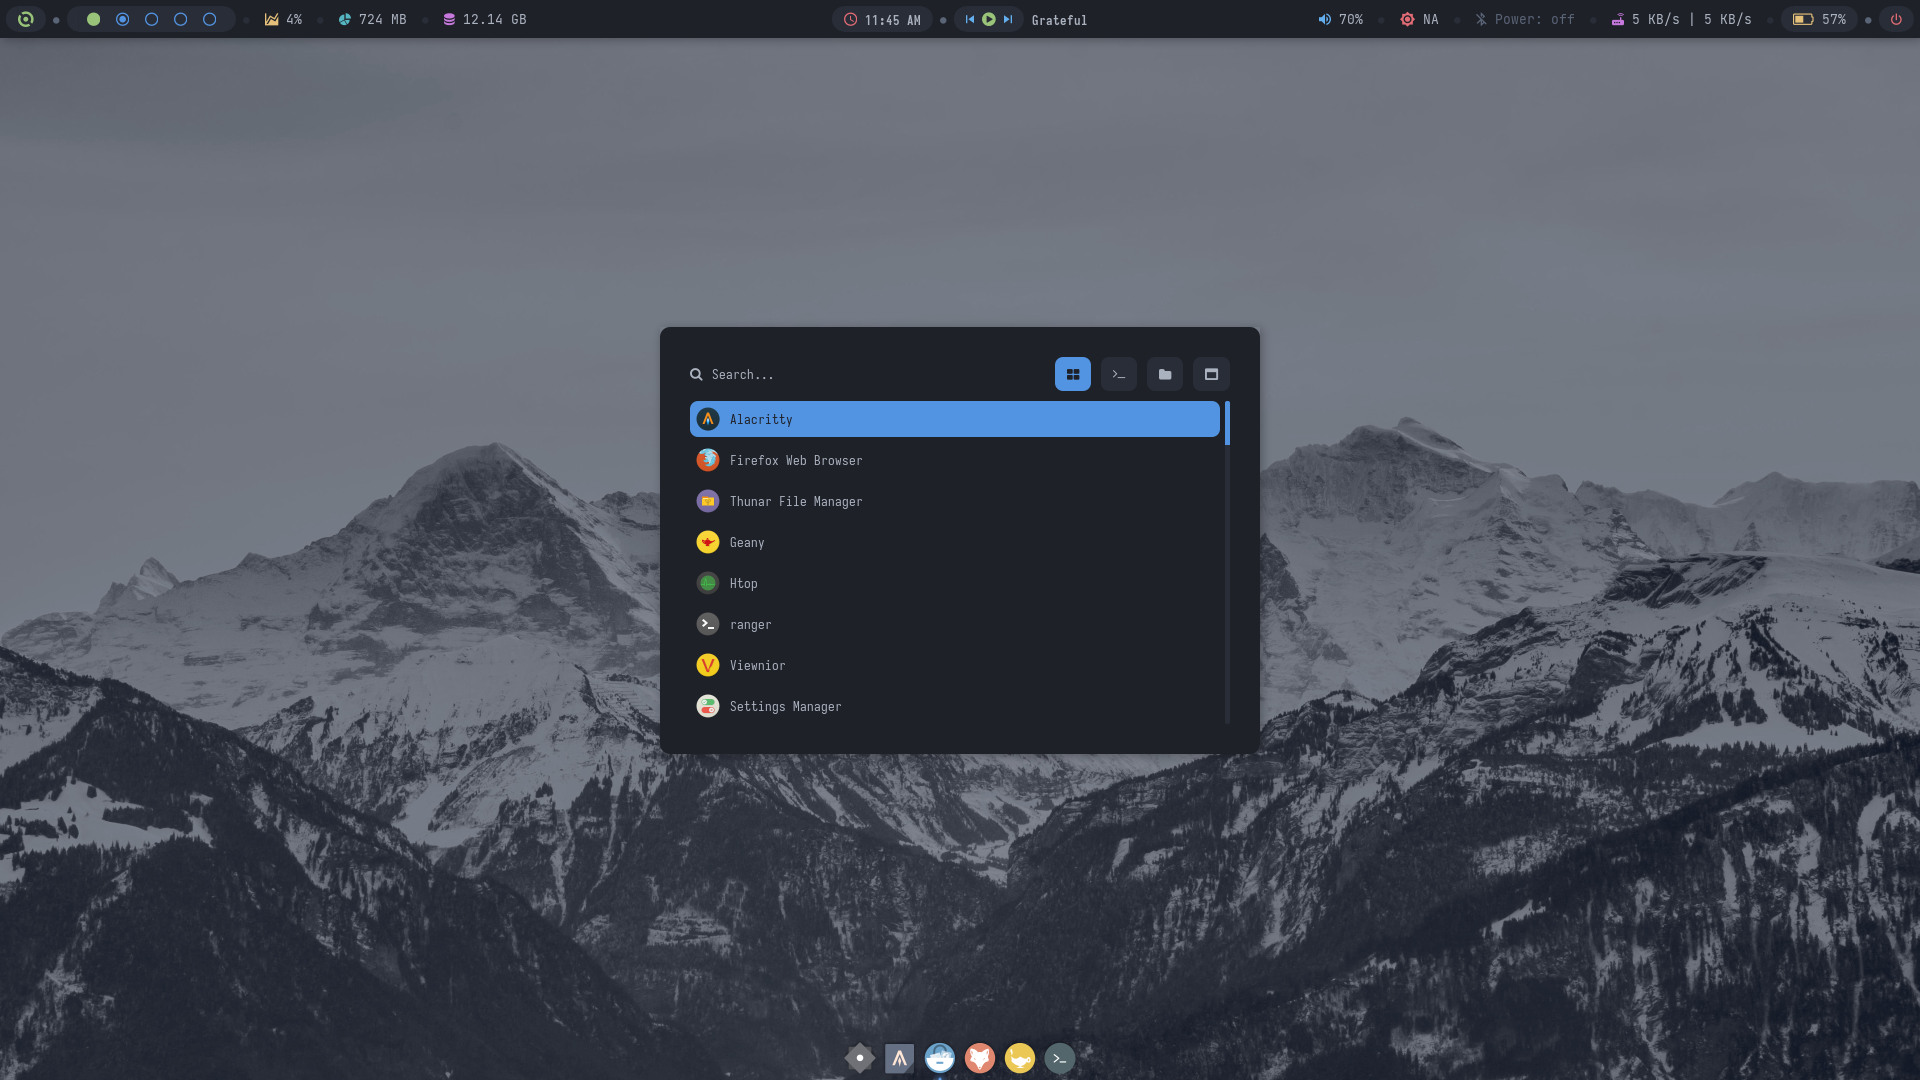 4% 724 MB 12.14 GB 11:45 AM Grateful 70% NA Power: off 5 KB/s | 5 KB/s 57%
Search...
Alacritty
Firefox Web Browser
Thunar File Manager
Geany
Htop
ranger
Viewnior
Settings Manager